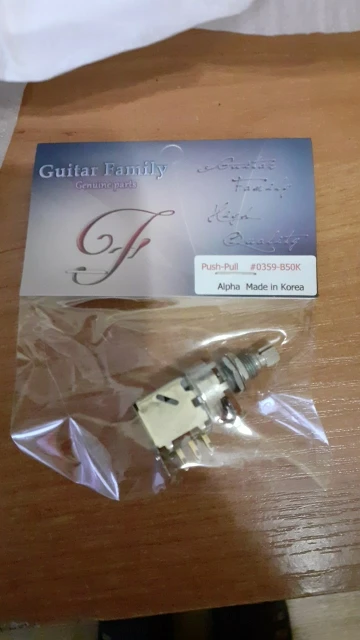 Guitar Family
Genuine parts
Guitar
Family
High
Quality
Push-Pull #0359-B50K
Alpha Made in Korea